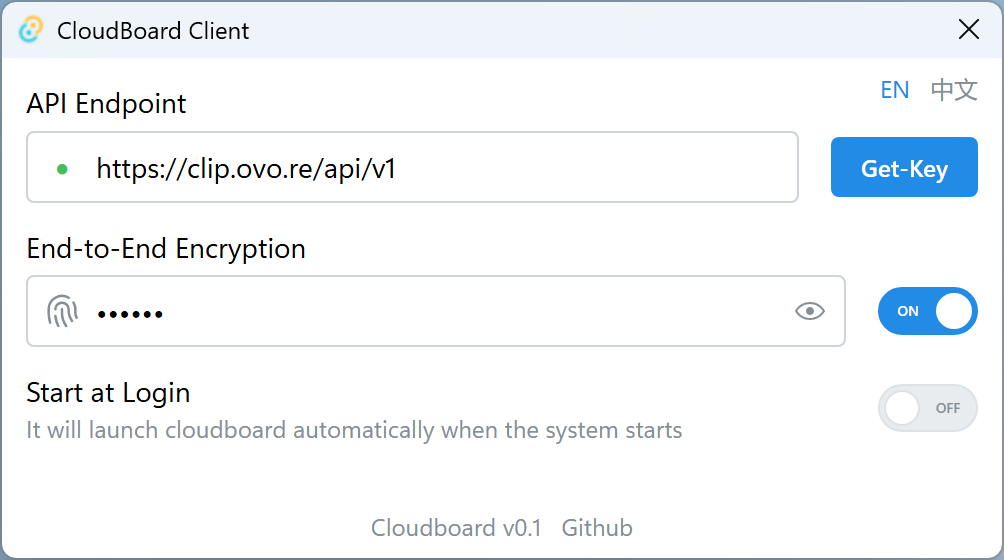 CloudBoard Client
EN 中文
API Endpoint
https://clip.ovo.re/api/v1
Get-Key
End-to-End Encryption
••••••
ON
Start at Login
OFF
It will launch cloudboard automatically when the system starts
Cloudboard v0.1 Github